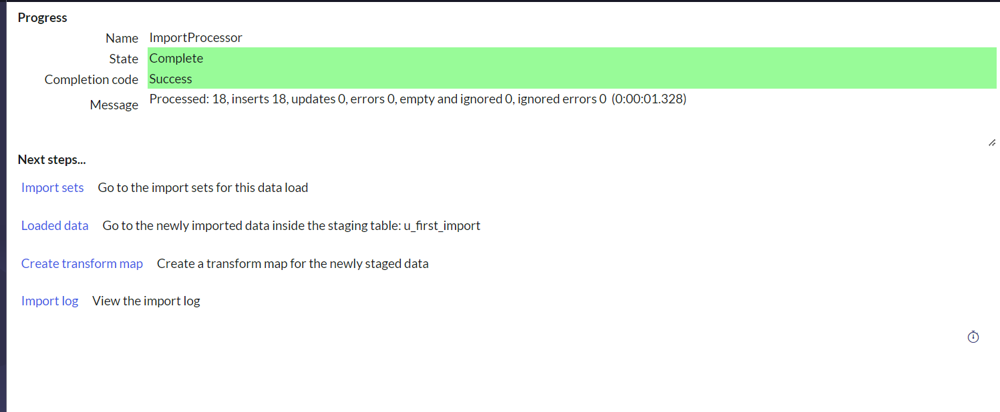 Progress
Name ImportProcessor
State Complete
Completion code Success
Message Processed: 18, inserts 18, updates 0, errors 0, empty and ignored 0, ignored errors 0 (0:00:01.328)
Next steps...
Import sets Go to the import sets for this data load
Loaded data Go to the newly imported data inside the staging table: u_first_import
Create transform map Create a transform map for the newly staged data
Import log View the import log